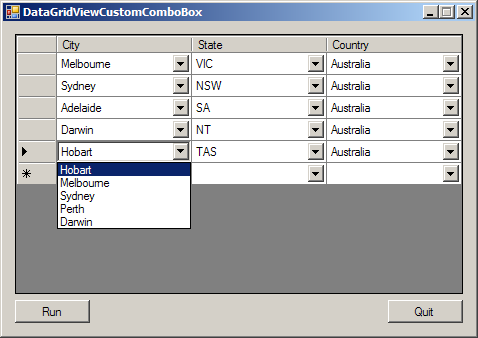 DataGridViewCustomComboBox
City State Country
Melbourne VIC Australia
Sydney NSW Australia
Adelaide SA Australia
Darwin NT Australia
Hobart TAS Australia
Hobart
Melbourne
Sydney
Perth
Darwin
Run Quit